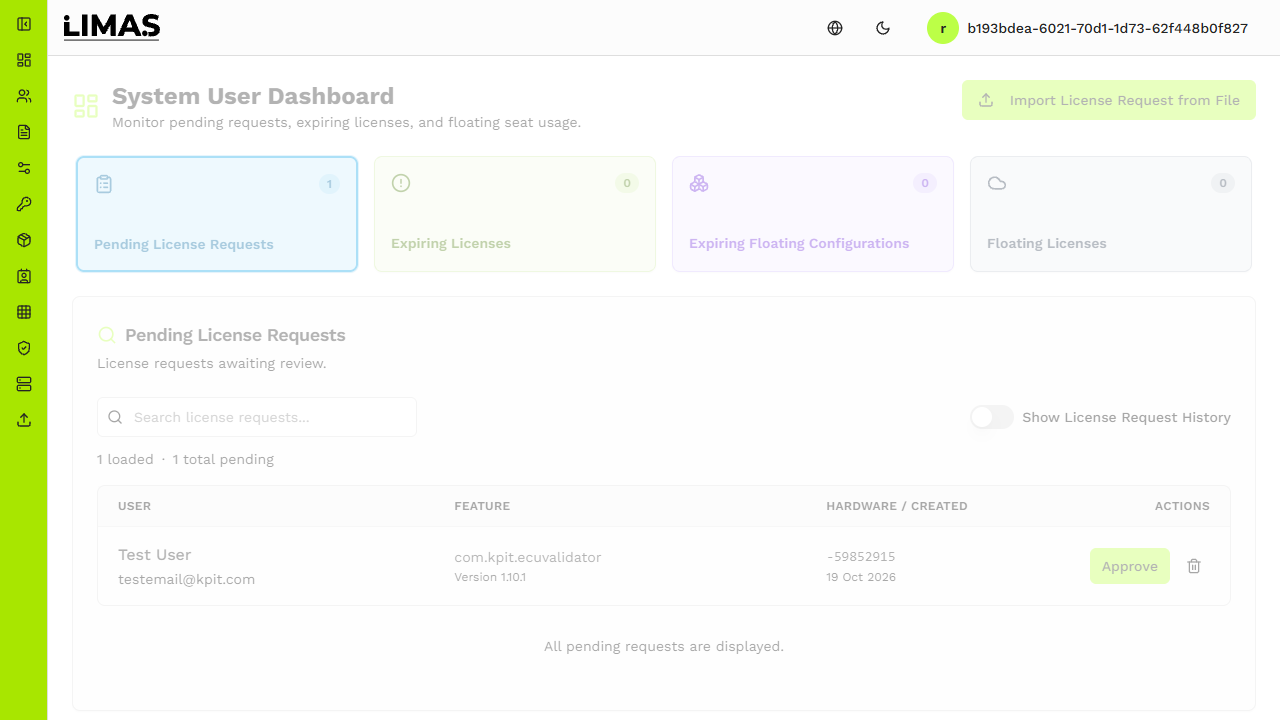 LIMAS
r
b193bdea-6021-70d1-1d73-62f448b0f827
System User Dashboard
Monitor pending requests, expiring licenses, and floating seat usage.
Import License Request from File
1
Pending License Requests
0
Expiring Licenses
0
Expiring Floating Configurations
0
Floating Licenses
Pending License Requests
License requests awaiting review.
Search license requests...
Show License Request History
1 loaded · 1 total pending
USER FEATURE HARDWARE / CREATED ACTIONS
Test User com.kpit.ecuvalidator -59852915 Approve
testemail@kpit.com Version 1.10.1 19 Oct 2026
All pending requests are displayed.